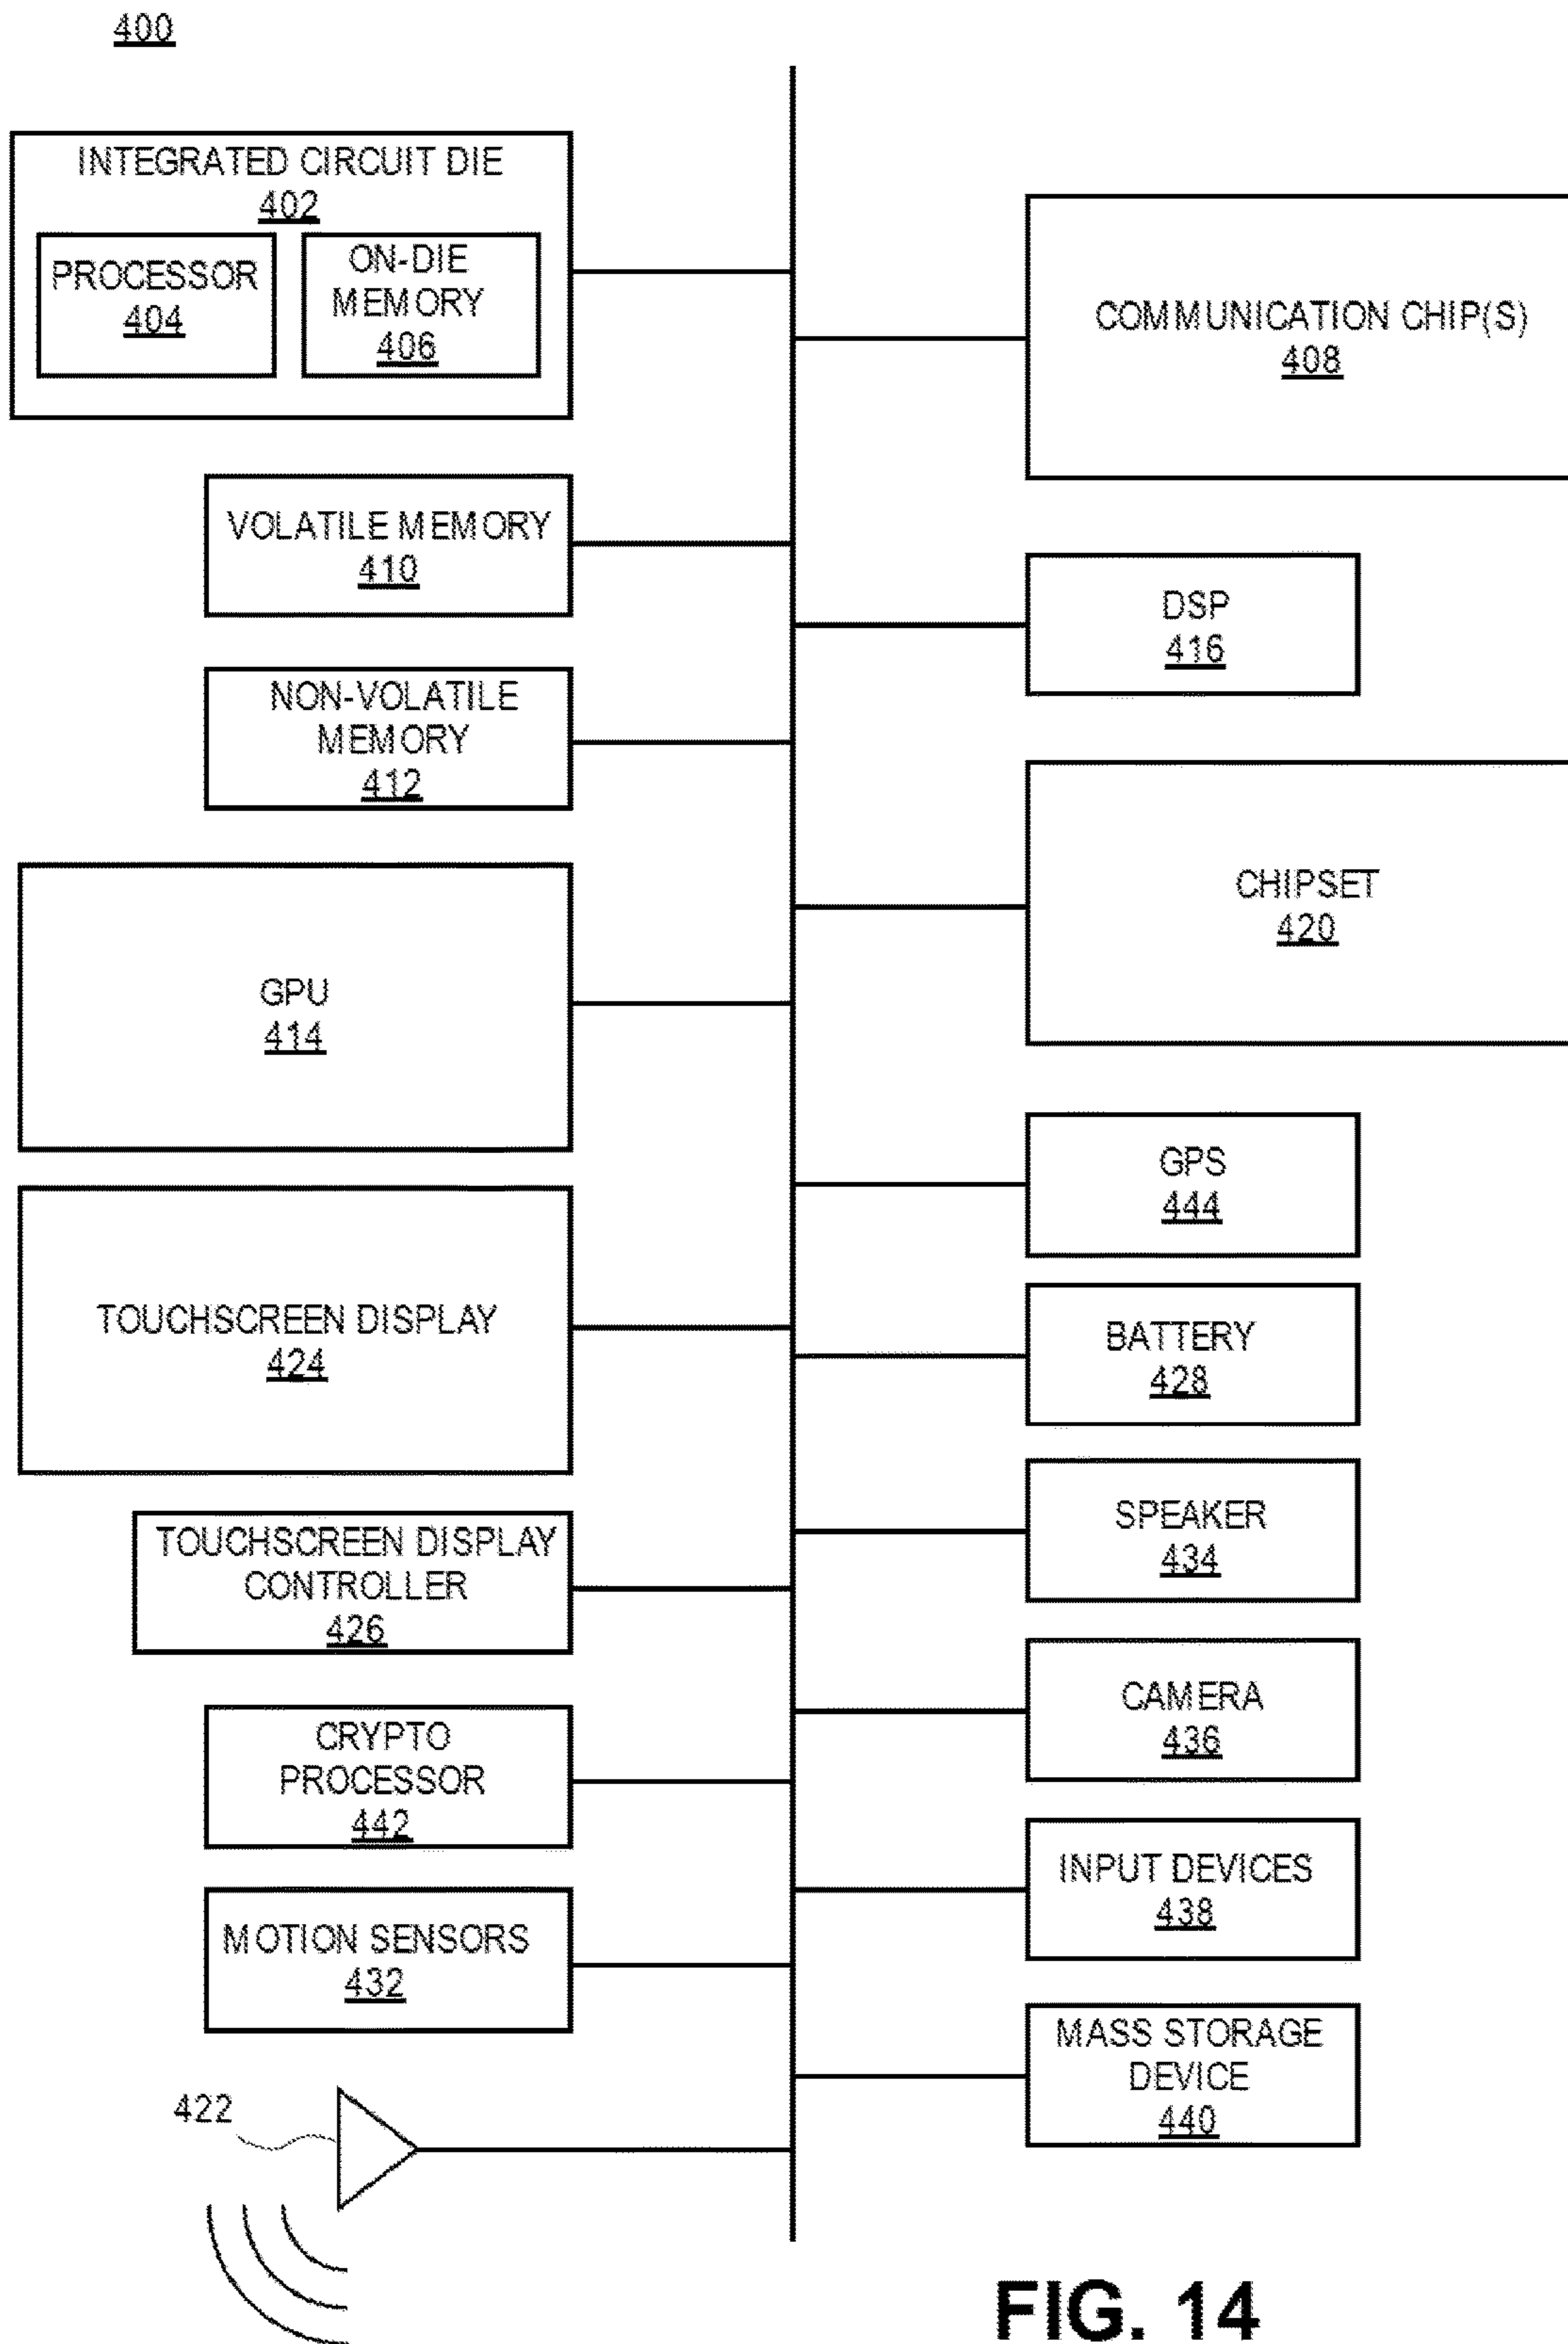 400
INTEGRATED CIRCUIT DIE
402
PROCESSOR
404
ON-DIE
MEMORY
406
COMMUNICATION CHIP(S)
408
VOLATILE MEMORY
410
DSP
416
NON-VOLATILE
MEMORY
412
CHIPSET
420
GPU
414
GPS
444
TOUCHSCREEN DISPLAY
424
BATTERY
428
SPEAKER
434
TOUCHSCREEN DISPLAY
CONTROLLER
426
CAMERA
436
CRYPTO
PROCESSOR
442
INPUT DEVICES
438
MOTION SENSORS
432
MASS STORAGE
DEVICE
440
422
FIG. 14